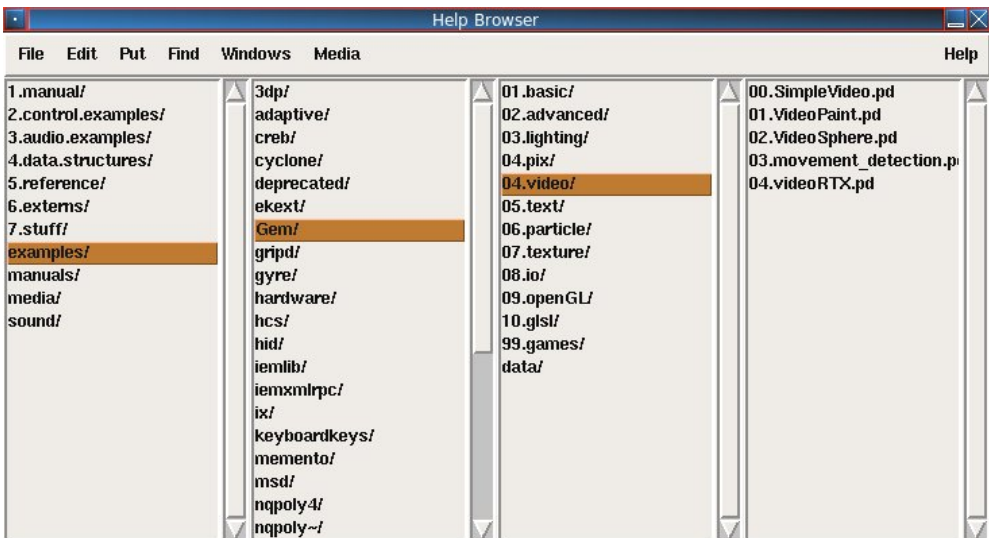 Help Browser
File Edit Put Find Windows Media Help
1.manual/
2.control.examples/
3.audio.examples/
4.data.structures/
5.reference/
6.externs/
7.stuff/
examples/
manuals/
media/
sound/
3dp/
adaptive/
creb/
cyclone/
deprecated/
ekext/
Gem/
gripd/
gyre/
hardware/
hcs/
hid/
iemlib/
iemxmlrpc/
ix/
keyboardkeys/
memento/
msd/
nqpoly4/
nqpoly~/
01.basic/
02.advanced/
03.lighting/
04.pix/
04.video/
05.text/
06.particle/
07.texture/
08.io/
09.openGL/
10.glsl/
99.games/
data/
00.SimpleVideo.pd
01.VideoPaint.pd
02.VideoSphere.pd
03.movement_detection.p
04.videoRTX.pd